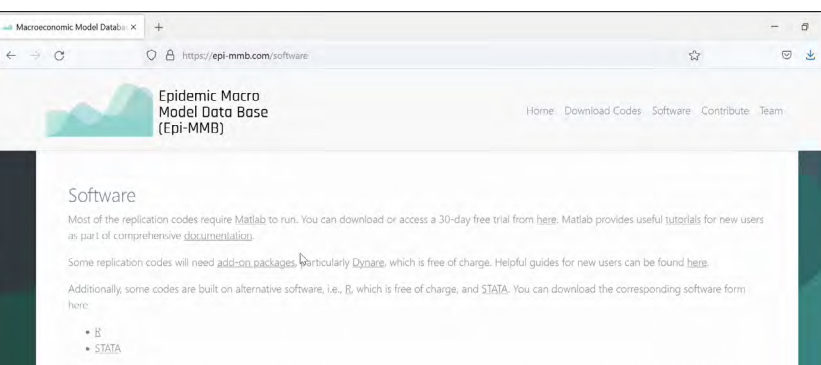 Macroeconomic Model Databa
https://epi-mmb.com/software
Epidemic Macro
Model Data Base
(Epi-MMB)
Home Download Codes Software Contribute Team
Software
Most of the replication codes require Matlab to run. You can download or access a 30-day free trial from here. Matlab provides useful tutorials for new users
as part of comprehensive documentation.
Some replication codes will need add-on packages, particularly Dynare, which is free of charge. Helpful guides for new users can be found here.
Additionally, some codes are built on alternative software, i.e., R, which is free of charge, and STATA. You can download the corresponding software form
here:
• R
• STATA